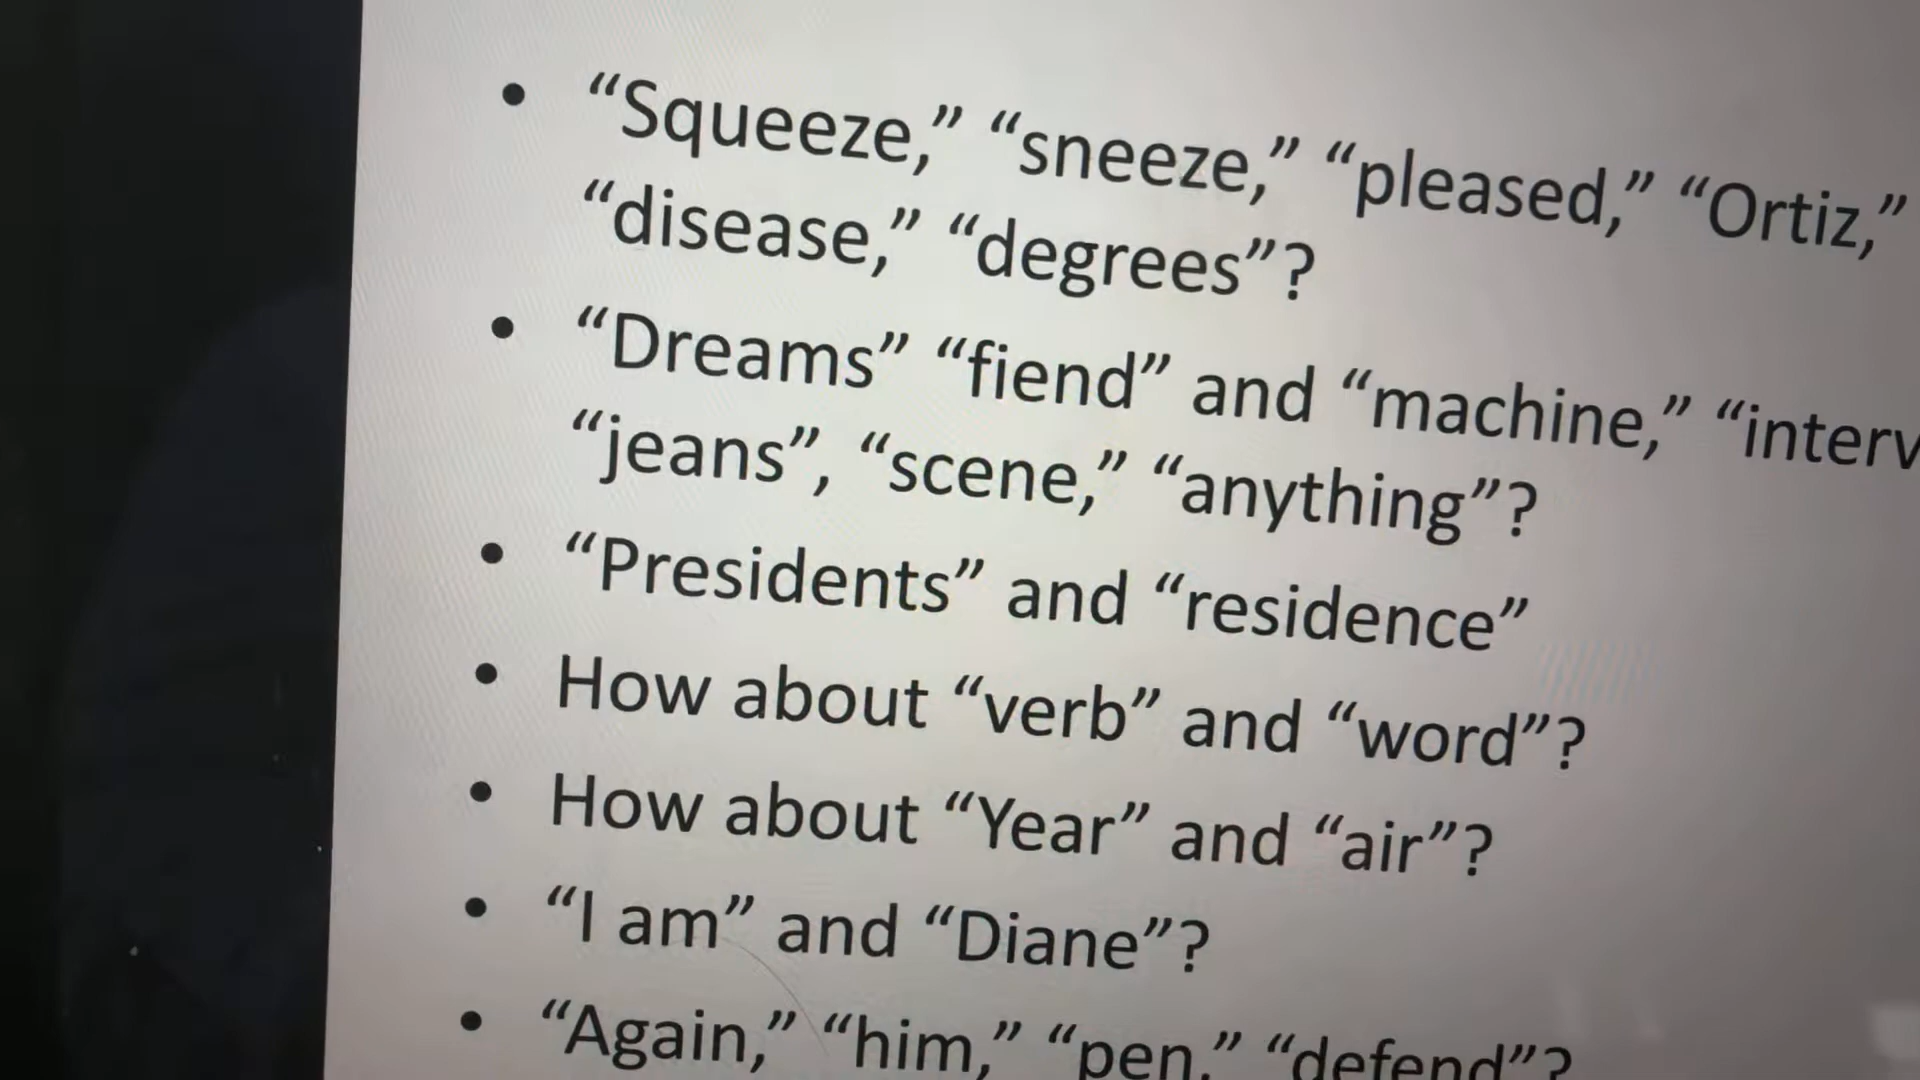 • “Squeeze,” “sneeze,” “pleased,” “Ortiz,”
“disease,” “degrees”?
• “Dreams” “fiend” and “machine,”
“jeans”, “scene,” “anything”?
• “Presidents” and “residence”
• How about “verb” and “word”?
• How about “Year” and “air”?
• “I am” and “Diane”?
• “Again,” “him,” “pen,” “defend”?